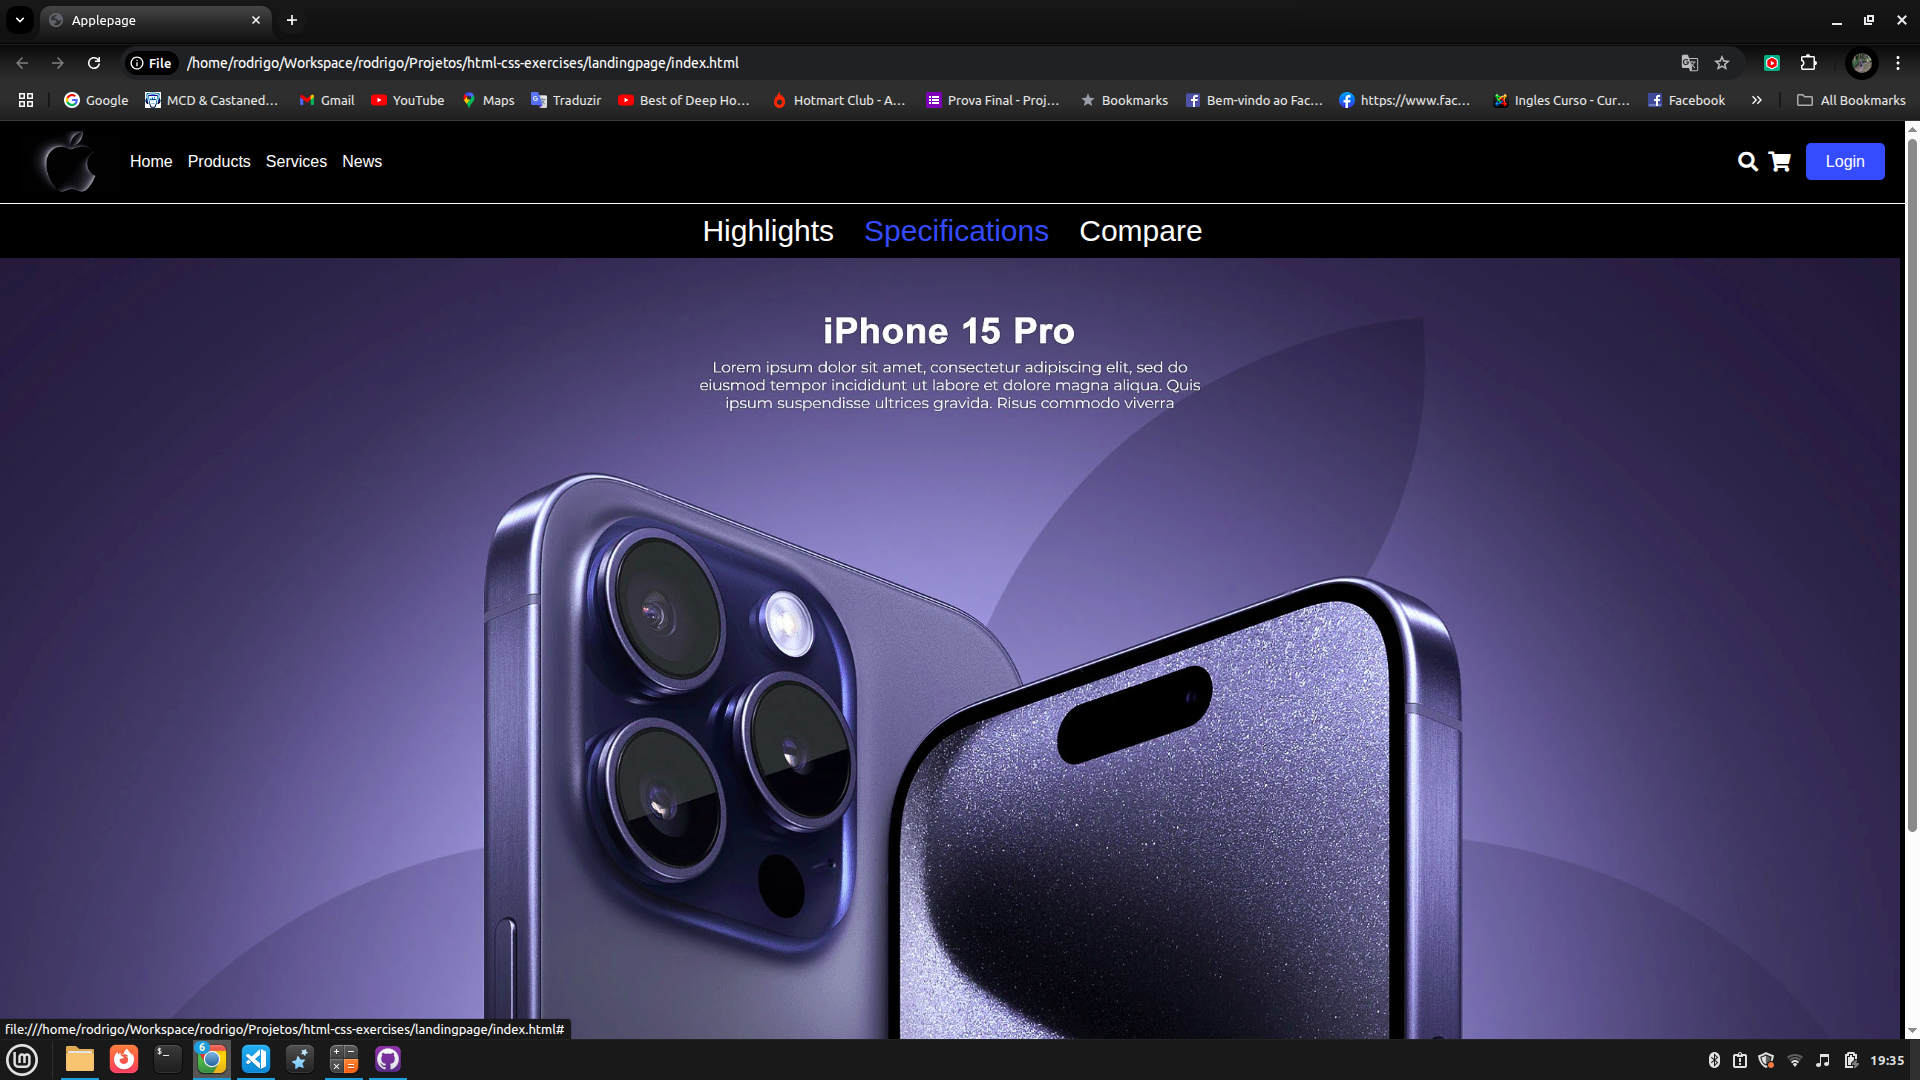 Applepage
File /home/rodrigo/Workspace/rodrigo/Projetos/html-css-exercises/landingpage/index.html
Google MCD & Castaned... Gmail YouTube Maps Traduzir Best of Deep Ho... Hotmart Club - A... Prova Final - Proj... Bookmarks Bem-vindo ao Fac... https://www.fac... Ingles Curso - Cur... Facebook » All Bookmarks
Home Products Services News Login
Highlights Specifications Compare
iPhone 15 Pro
Lorem ipsum dolor sit amet, consectetur adipiscing elit, sed do
eiusmod tempor incididunt ut labore et dolore magna aliqua. Quis
ipsum suspendisse ultrices gravida. Risus commodo viverra
file:///home/rodrigo/Workspace/rodrigo/Projetos/html-css-exercises/landingpage/index.html#
6
19:35